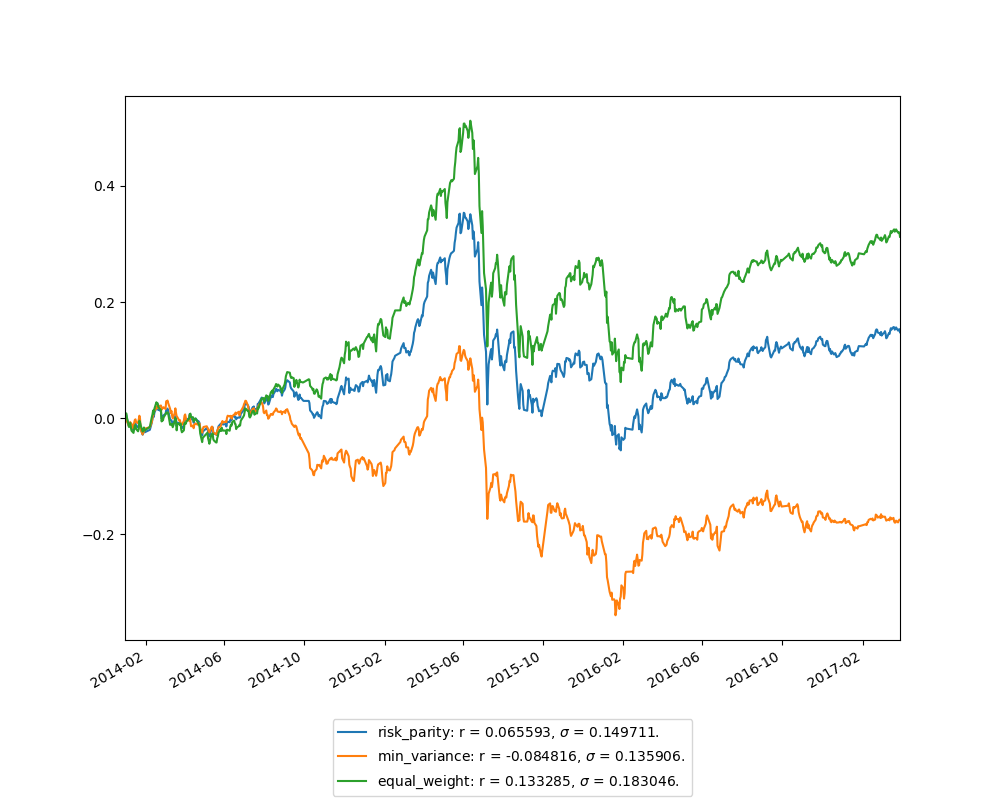 0.4
0.2
0.0
−0.2
2014-02 2014-06 2014-10 2015-02 2015-06 2015-10 2016-02 2016-06 2016-10 2017-02
risk_parity: r = 0.065593, σ = 0.149711.
min_variance: r = -0.084816, σ = 0.135906.
equal_weight: r = 0.133285, σ = 0.183046.